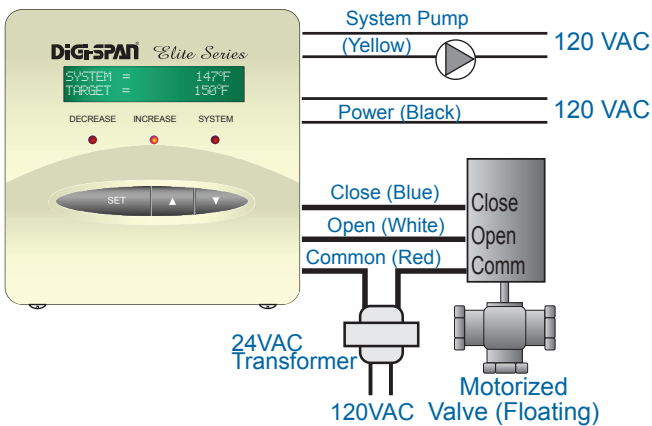 System Pump
(Yellow)
120 VAC
DiGI-SPAN Elite Series
SYSTEM = 147°F
TARGET = 150°F
DECREASE INCREASE SYSTEM
Power (Black)
120 VAC
SET
Close (Blue)
Close
Open (White)
Open
Common (Red)
Comm
24VAC
Transformer
120VAC
Motorized
Valve (Floating)